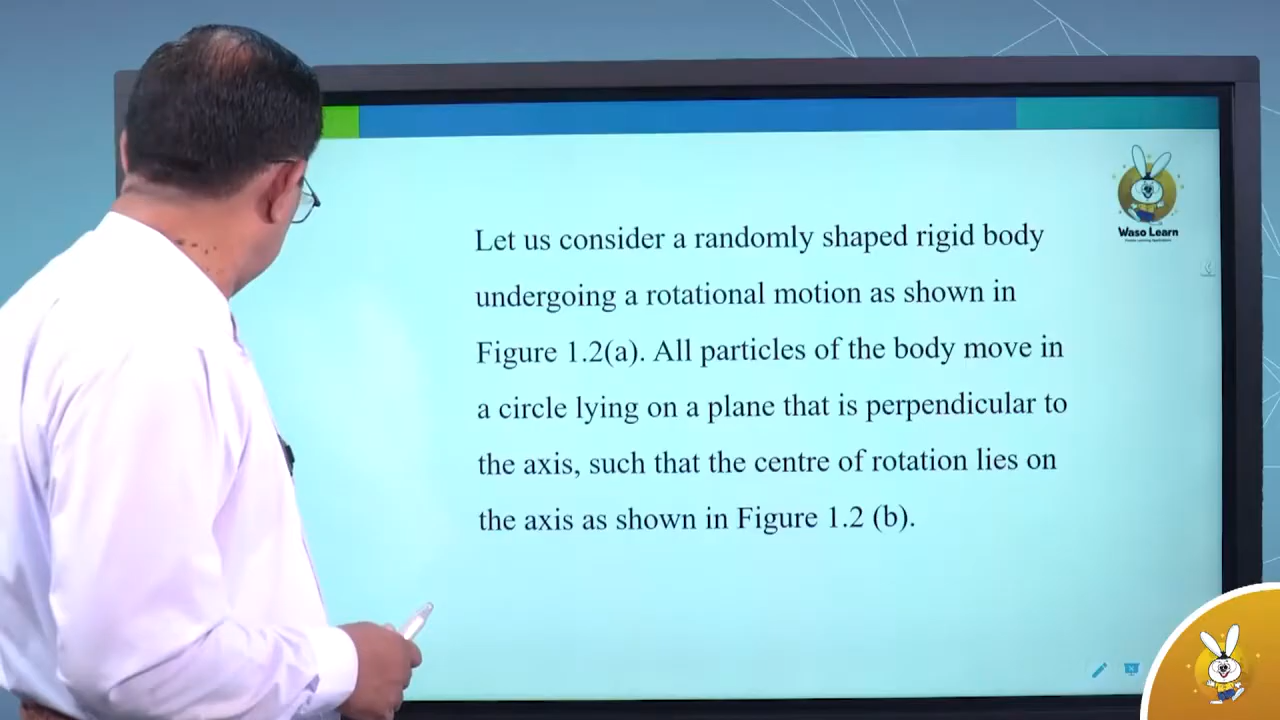 Let us consider a randomly shaped rigid body
undergoing a rotational motion as shown in
Figure 1.2(a). All particles of the body move in
a circle lying on a plane that is perpendicular to
the axis, such that the centre of rotation lies on
the axis as shown in Figure 1.2 (b).
Waso Learn